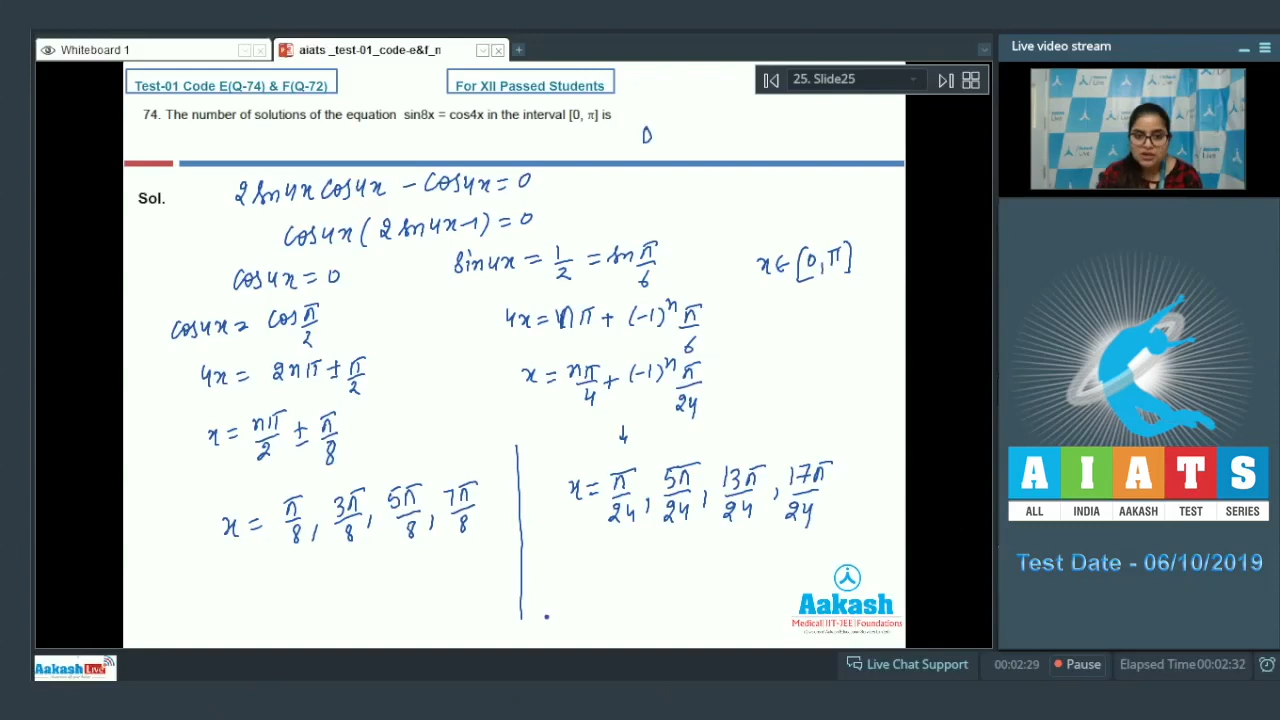 Whiteboard 1
aiats _test-01_code-e&f_n
Live video stream
Test-01 Code E(Q-74) & F(Q-72)
For XII Passed Students
25. Slide25
74. The number of solutions of the equation sin8x = cos4x in the interval [0, π] is
0
Sol.
2 sin4x cos4x - cos4x = 0
cos4x ( 2 sin4x-1) = 0
cos4x = 0
sin4x = 1/2 = sin π/6
x ∈ [0, π]
cos4x = cos π/2
4x = nπ + (-1)^n π/6
4x = 2nπ ± π/2
x = nπ/4 + (-1)^n π/24
x = nπ/2 ± π/8
↓
x = π/8, 3π/8, 5π/8, 7π/8
x = π/24, 5π/24, 13π/24, 17π/24
A I A T S
ALL INDIA AAKASH TEST SERIES
Test Date - 06/10/2019
Aakash
Medical|IIT-JEE|Foundations
Aakash Live
Live Chat Support
00:02:29
Pause
Elapsed Time 00:02:32